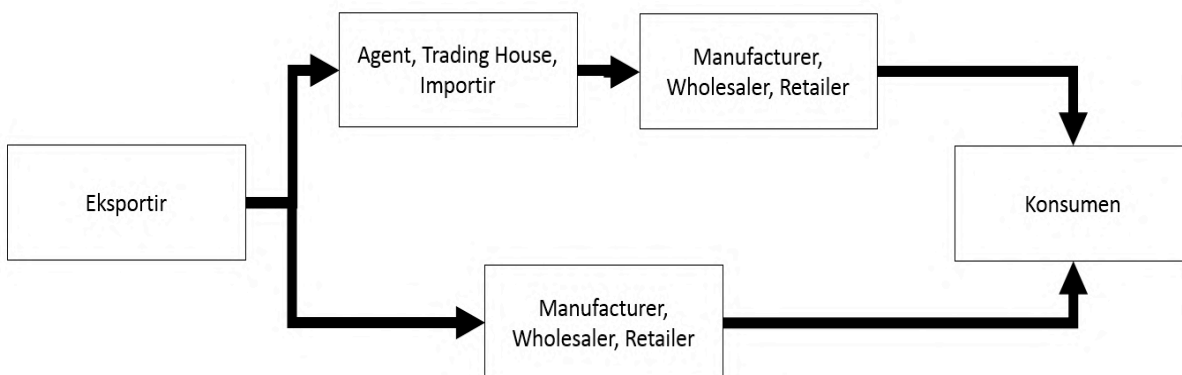 Agent, Trading House,
Importir
Manufacturer,
Wholesaler, Retailer
Eksportir
Konsumen
Manufacturer,
Wholesaler, Retailer